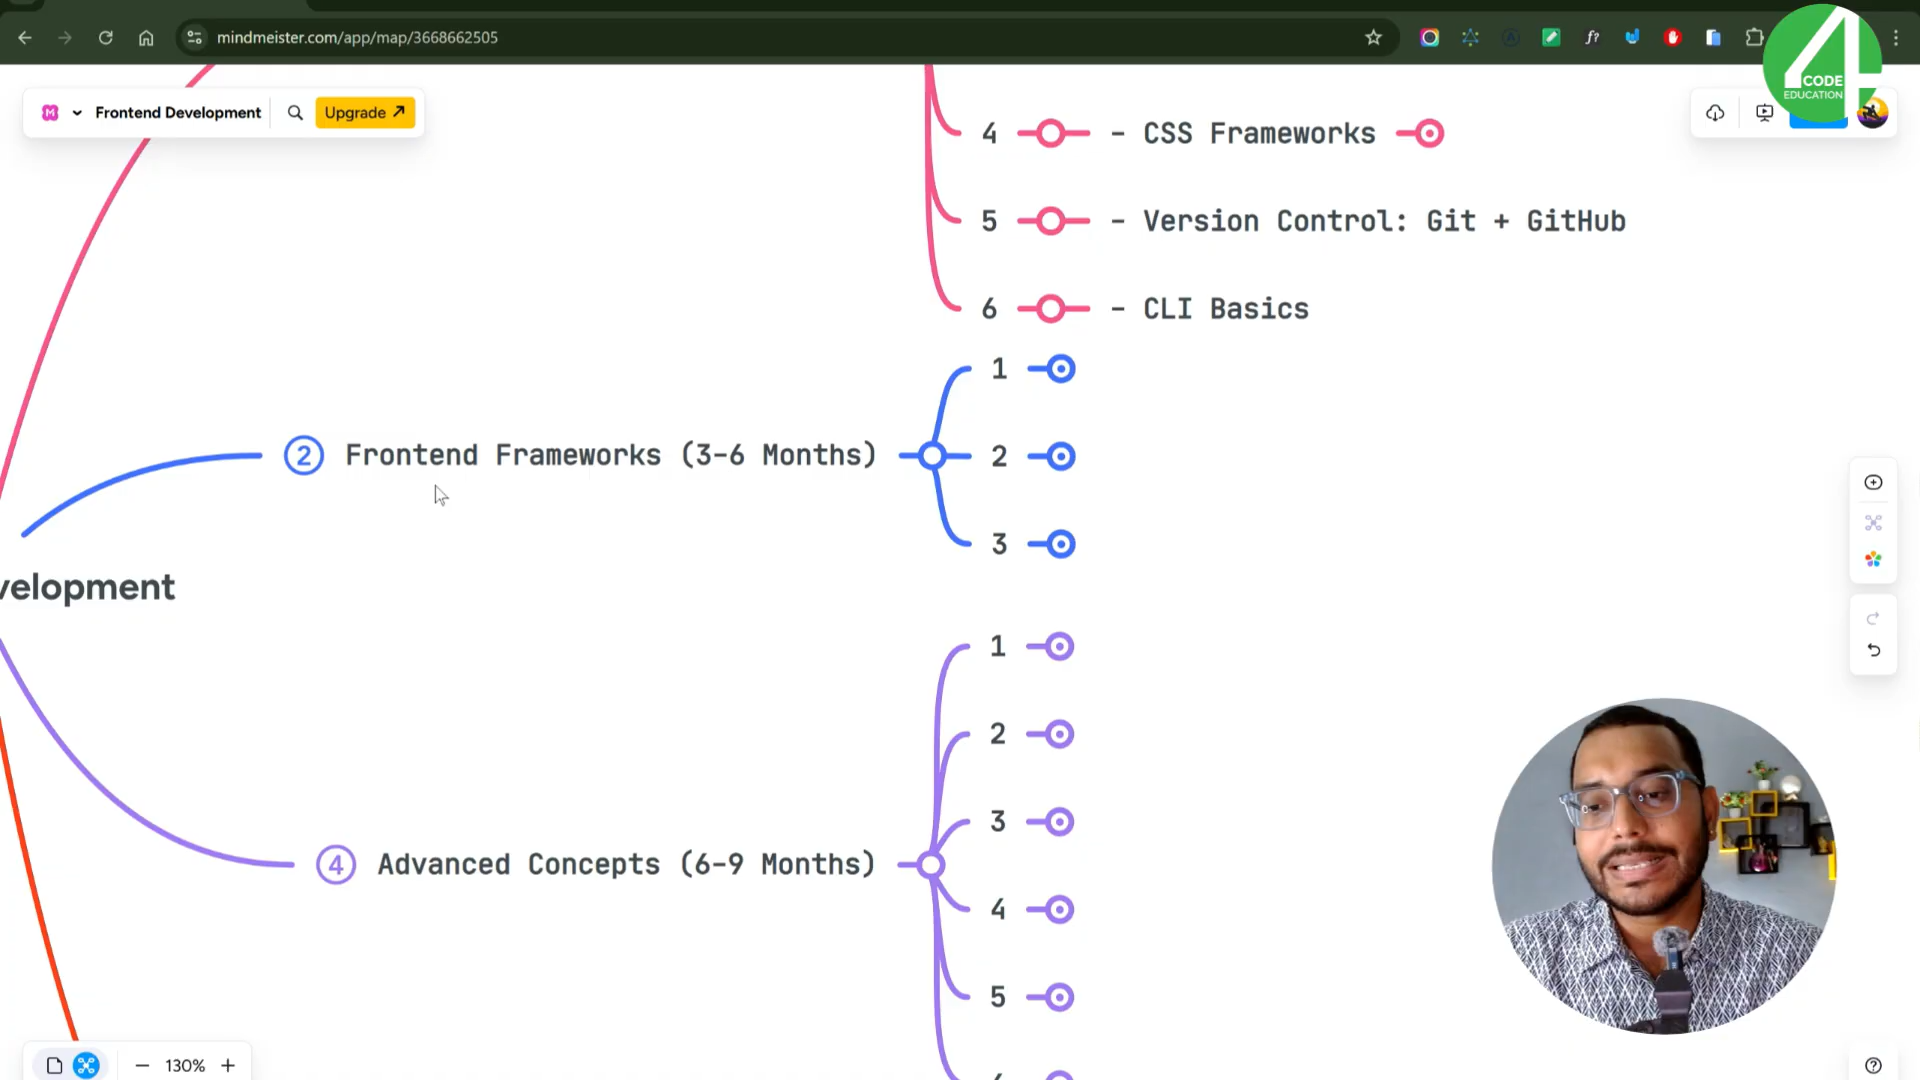 mindmeister.com/app/map/3668662505
f?
4
CODE
EDUCATION
M
Frontend Development
Upgrade
4 - CSS Frameworks
5 - Version Control: Git + GitHub
6 - CLI Basics
2 Frontend Frameworks (3-6 Months)
1
2
3
velopment
4 Advanced Concepts (6-9 Months)
1
2
3
4
5
130%